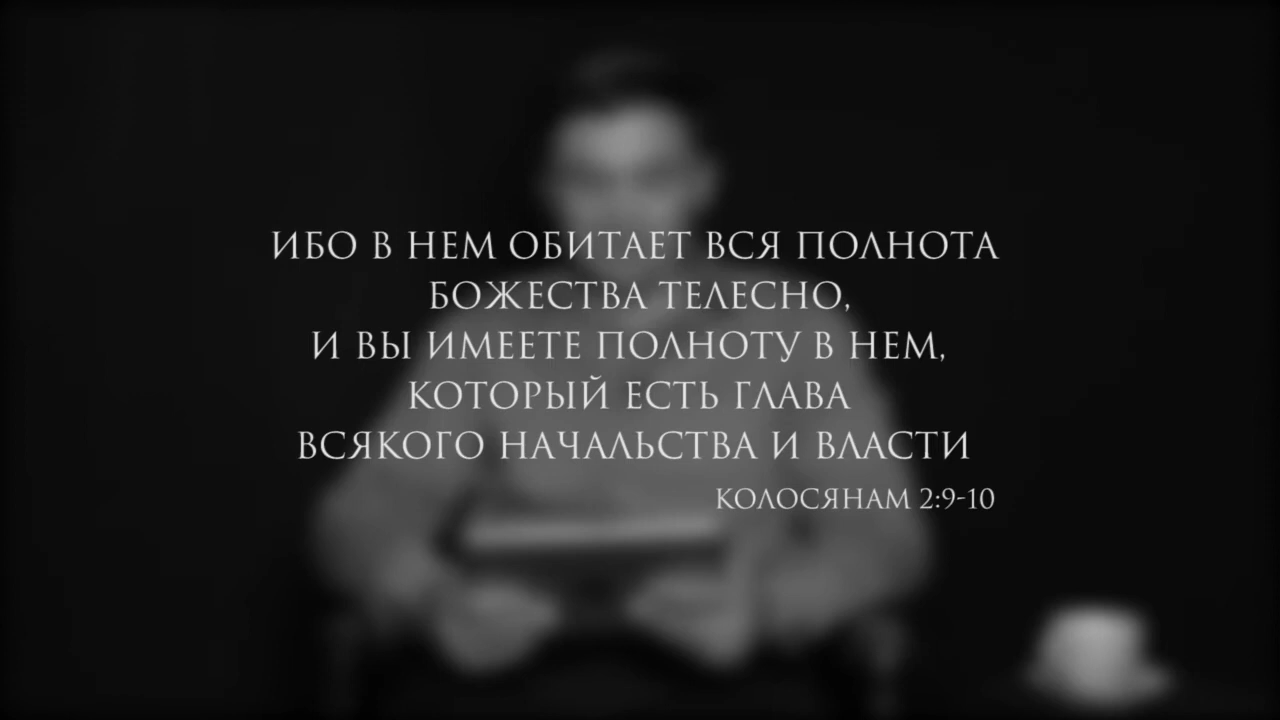 ИБО В НЕМ ОБИТАЕТ ВСЯ ПОЛНОТА
БОЖЕСТВА ТЕЛЕСНО,
И ВЫ ИМЕЕТЕ ПОЛНОТУ В НЕМ,
КОТОРЫЙ ЕСТЬ ГЛАВА
ВСЯКОГО НАЧАЛЬСТВА И ВЛАСТИ
КОЛОСЯНАМ 2:9-10